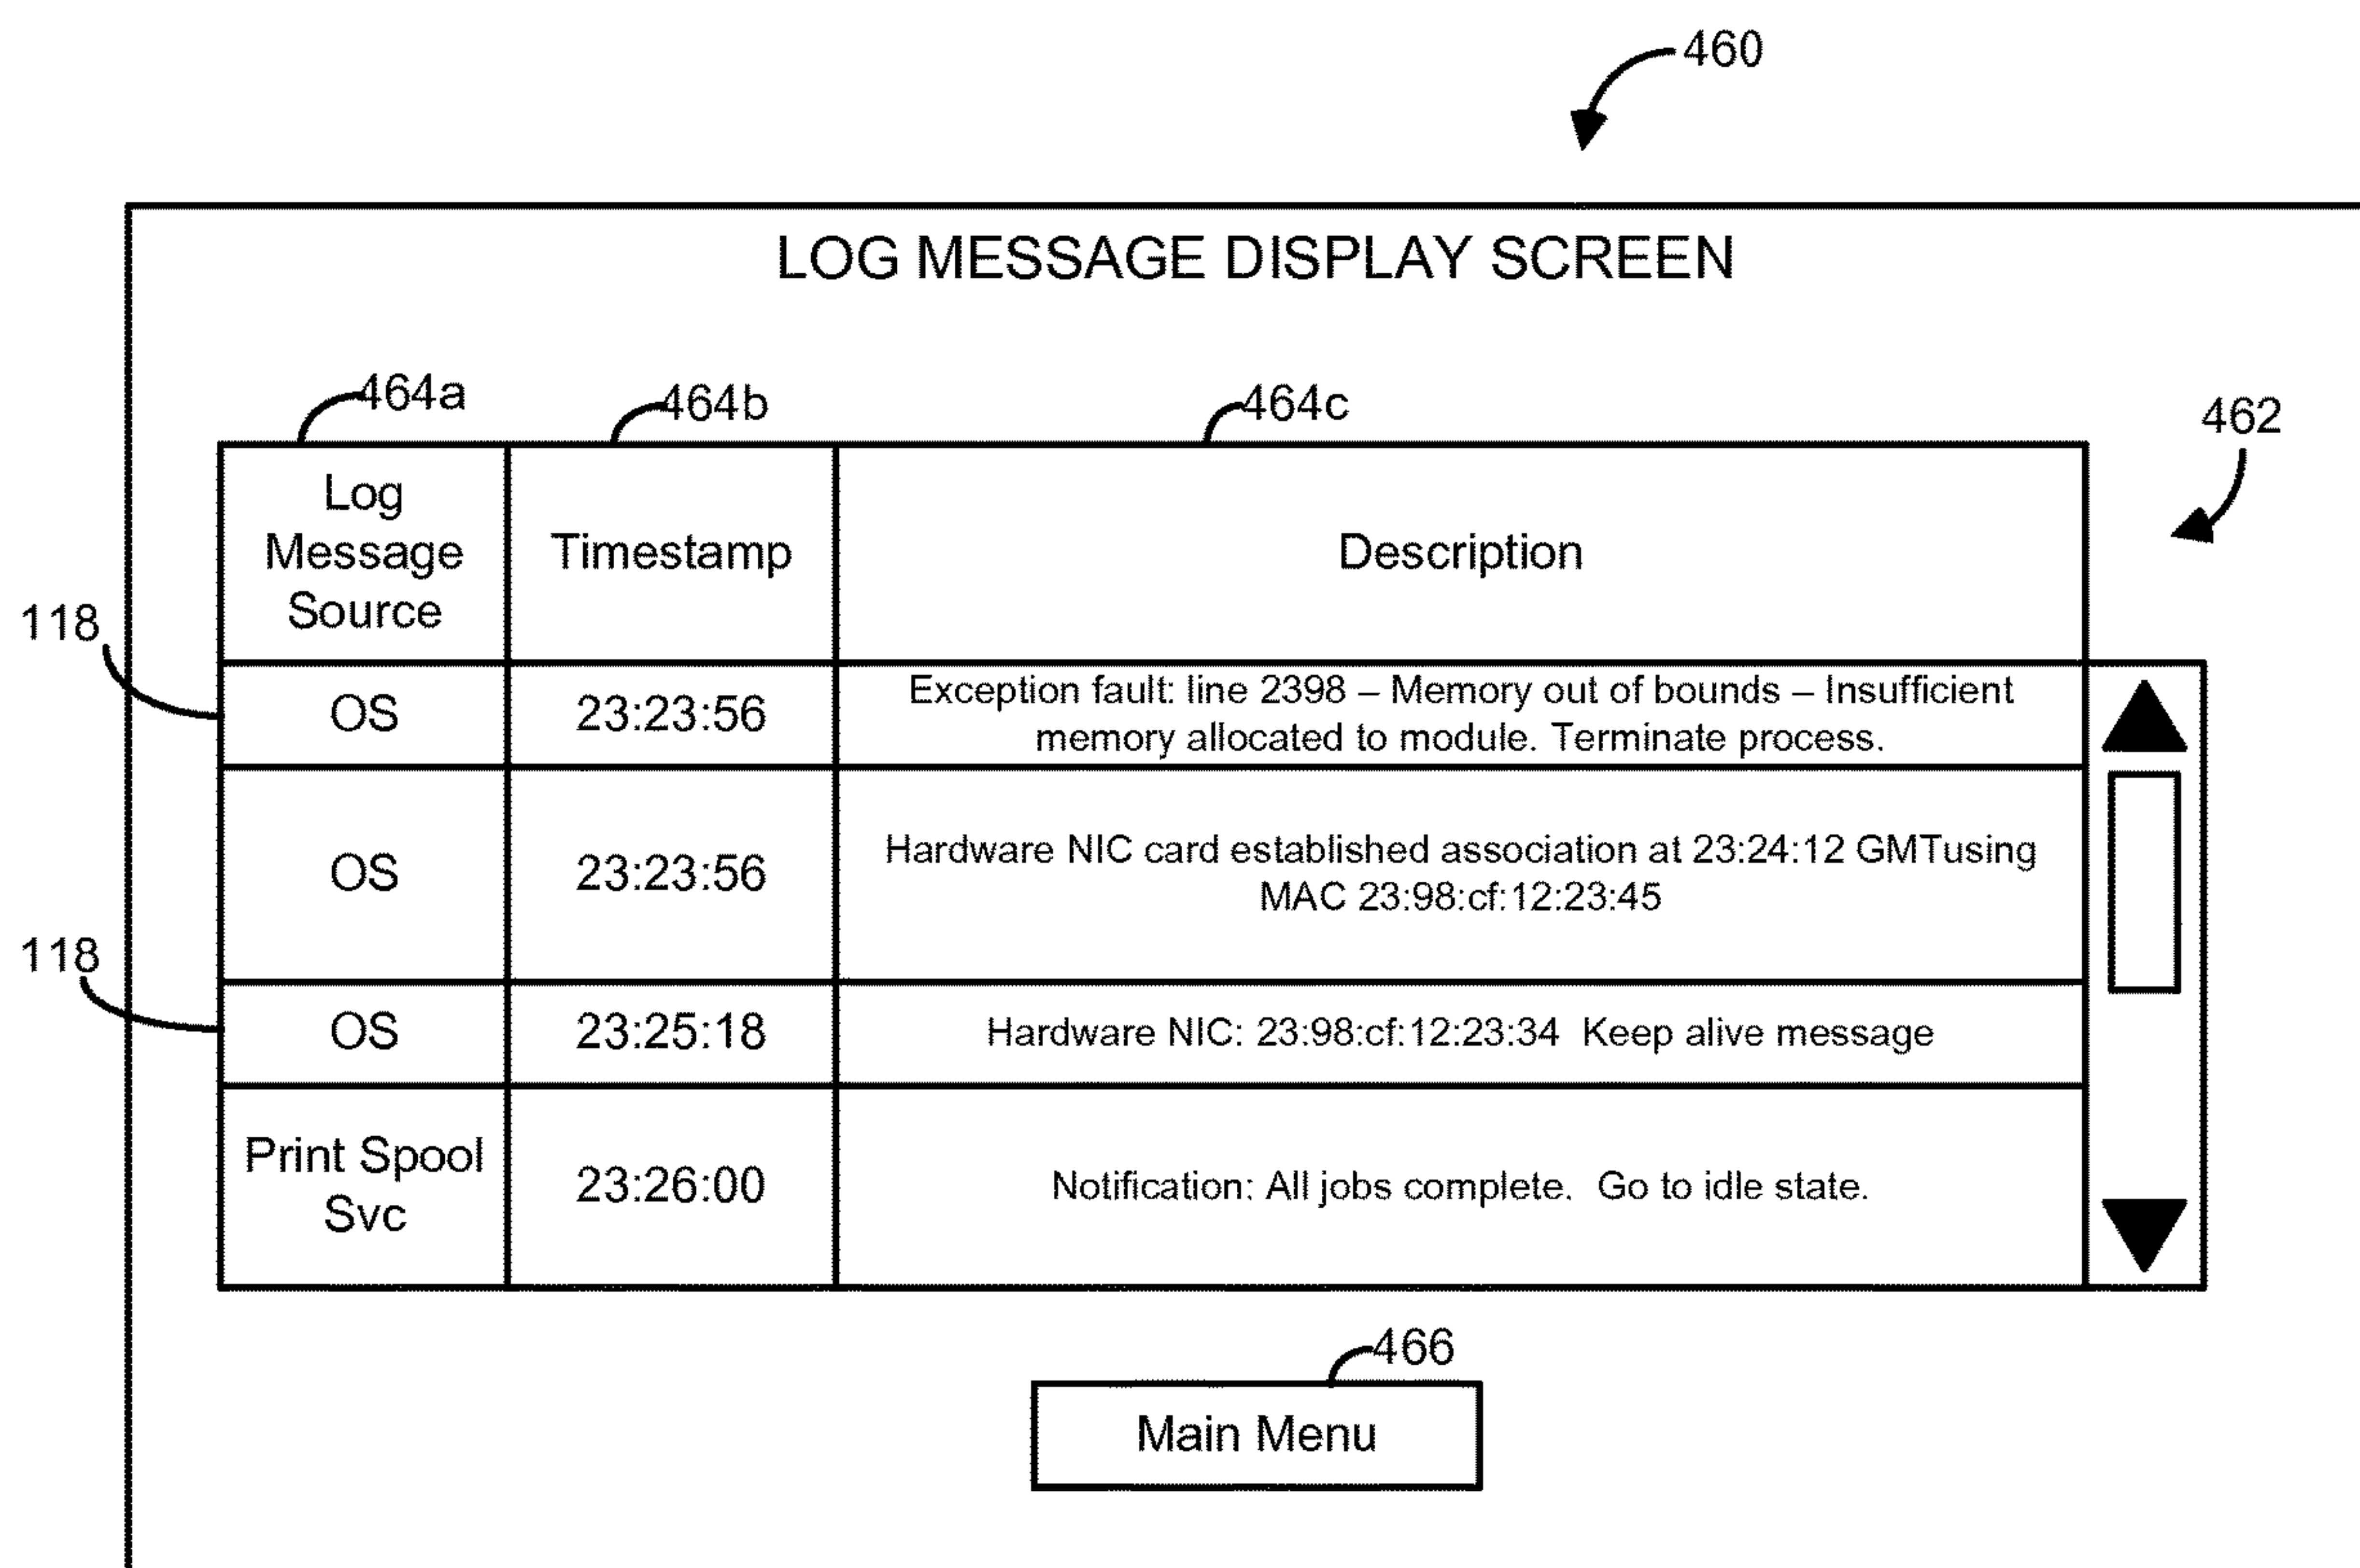 460
LOG MESSAGE DISPLAY SCREEN
464a
464b
464c
462
Log
Message
Source
Timestamp
Description
118
OS
23:23:56
Exception fault: line 2398 – Memory out of bounds – Insufficient
memory allocated to module. Terminate process.
OS
23:23:56
Hardware NIC card established association at 23:24:12 GMTusing
MAC 23:98:cf:12:23:45
118
OS
23:25:18
Hardware NIC: 23:98:cf:12:23:34  Keep alive message
Print Spool
Svc
23:26:00
Notification: All jobs complete.  Go to idle state.
466
Main Menu